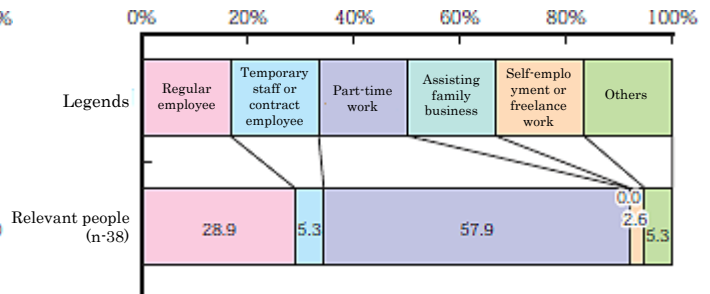 %
0% 20% 40% 60% 80% 100%
Legends
Regular
employee
Temporary
staff or
contract
employee
Part-time
work
Assisting
family
business
Self-emplo
yment or
freelance
work
Others
Relevant people
(n-38)
28.9 5.3 57.9 0.0 2.6 5.3